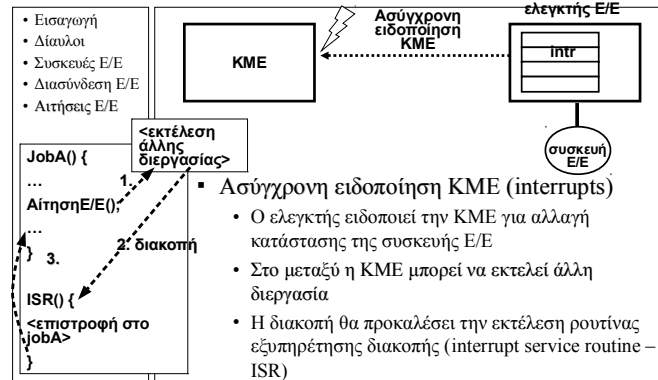 • Εισαγωγή
• Δίαυλοι
• Συσκευές Ε/Ε
• Διασύνδεση Ε/Ε
• Αιτήσεις Ε/Ε
ΚΜΕ
Ασύγχρονη
ειδοποίηση
ΚΜΕ
ελεγκτής Ε/Ε
intr
συσκευή
Ε/Ε
<εκτέλεση
άλλης
διεργασίας>
JobA() {
…
ΑίτησηΕ/Ε();
…
}
1.
2. διακοπή
3.
ISR() {
<επιστροφή στο
jobA>
}
▪ Ασύγχρονη ειδοποίηση ΚΜΕ (interrupts)
• Ο ελεγκτής ειδοποιεί την ΚΜΕ για αλλαγή
κατάστασης της συσκευής Ε/Ε
• Στο μεταξύ η ΚΜΕ μπορεί να εκτελεί άλλη
διεργασία
• Η διακοπή θα προκαλέσει την εκτέλεση ρουτίνας
εξυπηρέτησης διακοπής (interrupt service routine –
ISR)